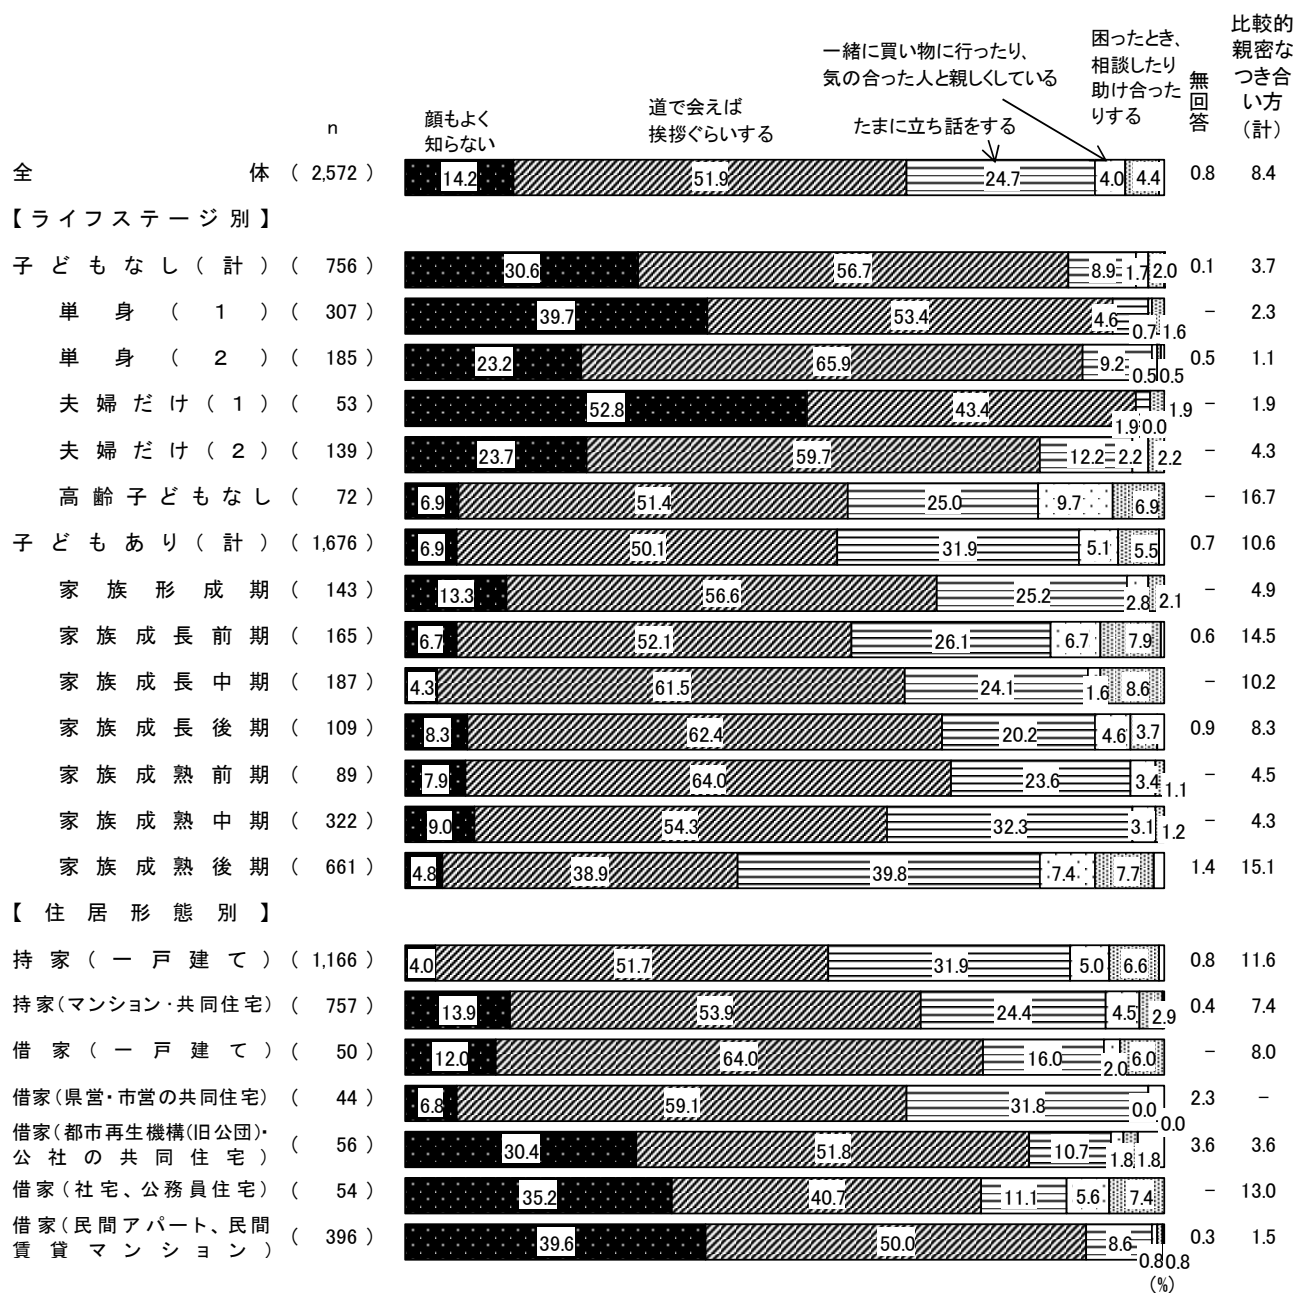 比較的
親密な
つき合
い方
（計）
困ったとき、
相談したり
助け合った
りする
無回答
一緒に買い物に行ったり、
気の合った人と親しくしている
道で会えば
挨拶ぐらいする
たまに立ち話をする
顔もよく
知らない
n
全体 ( 2,572 ) 14.2 51.9 24.7 4.0 4.4 0.8 8.4
【ライフステージ別】
子どもなし(計) ( 756 ) 30.6 56.7 8.9 1.7 2.0 0.1 3.7
単身(1) ( 307 ) 39.7 53.4 4.6 0.7 1.6 － 2.3
単身(2) ( 185 ) 23.2 65.9 9.2 0.5 0.5 0.5 1.1
夫婦だけ(1) ( 53 ) 52.8 43.4 1.9 0.0 1.9 － 1.9
夫婦だけ(2) ( 139 ) 23.7 59.7 12.2 2.2 2.2 － 4.3
高齢子どもなし ( 72 ) 6.9 51.4 25.0 9.7 6.9 － 16.7
子どもあり(計) ( 1,676 ) 6.9 50.1 31.9 5.1 5.5 0.7 10.6
家族形成期 ( 143 ) 13.3 56.6 25.2 2.8 2.1 － 4.9
家族成長前期 ( 165 ) 6.7 52.1 26.1 6.7 7.9 0.6 14.5
家族成長中期 ( 187 ) 4.3 61.5 24.1 1.6 8.6 － 10.2
家族成長後期 ( 109 ) 8.3 62.4 20.2 4.6 3.7 0.9 8.3
家族成熟前期 ( 89 ) 7.9 64.0 23.6 3.4 1.1 － 4.5
家族成熟中期 ( 322 ) 9.0 54.3 32.3 3.1 1.2 － 4.3
家族成熟後期 ( 661 ) 4.8 38.9 39.8 7.4 7.7 1.4 15.1
【住居形態別】
持家(一戸建て) ( 1,166 ) 4.0 51.7 31.9 5.0 6.6 0.8 11.6
持家(マンション・共同住宅) ( 757 ) 13.9 53.9 24.4 4.5 2.9 0.4 7.4
借家(一戸建て) ( 50 ) 12.0 64.0 16.0 2.0 6.0 － 8.0
借家(県営・市営の共同住宅) ( 44 ) 6.8 59.1 31.8 0.0 0.0 2.3 －
借家(都市再生機構(旧公団)・
公社の共同住宅) ( 56 ) 30.4 51.8 10.7 1.8 1.8 3.6 3.6
借家(社宅、公務員住宅) ( 54 ) 35.2 40.7 11.1 5.6 7.4 － 13.0
借家(民間アパート、民間
賃貸マンション) ( 396 ) 39.6 50.0 8.6 0.8 0.8 0.3 1.5
(%)